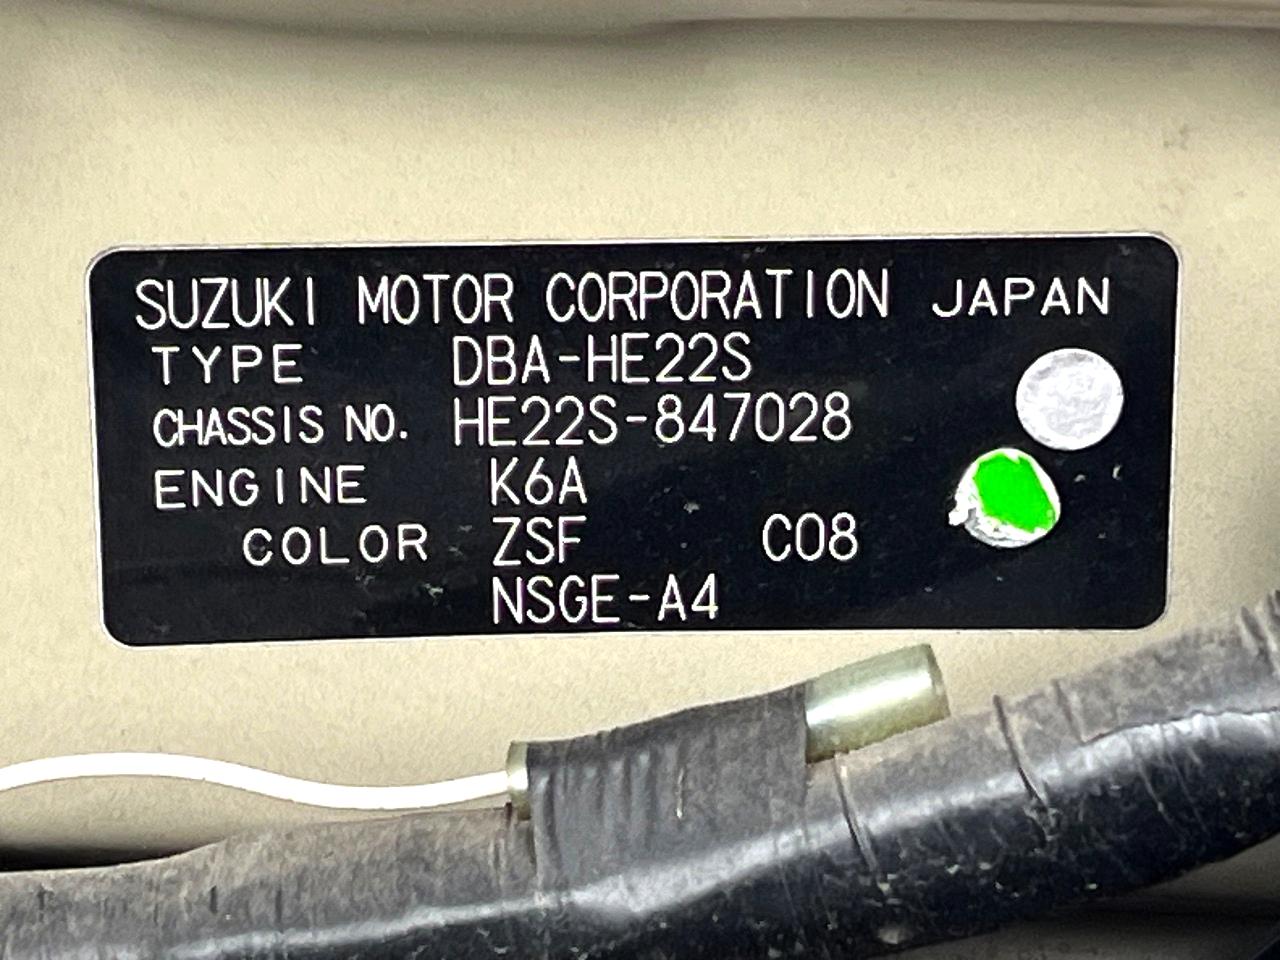 SUZUKI MOTOR CORPORATION JAPAN
TYPE DBA-HE22S
CHASSIS NO. HE22S-847028
ENGINE K6A
COLOR ZSF C08
NSGE-A4